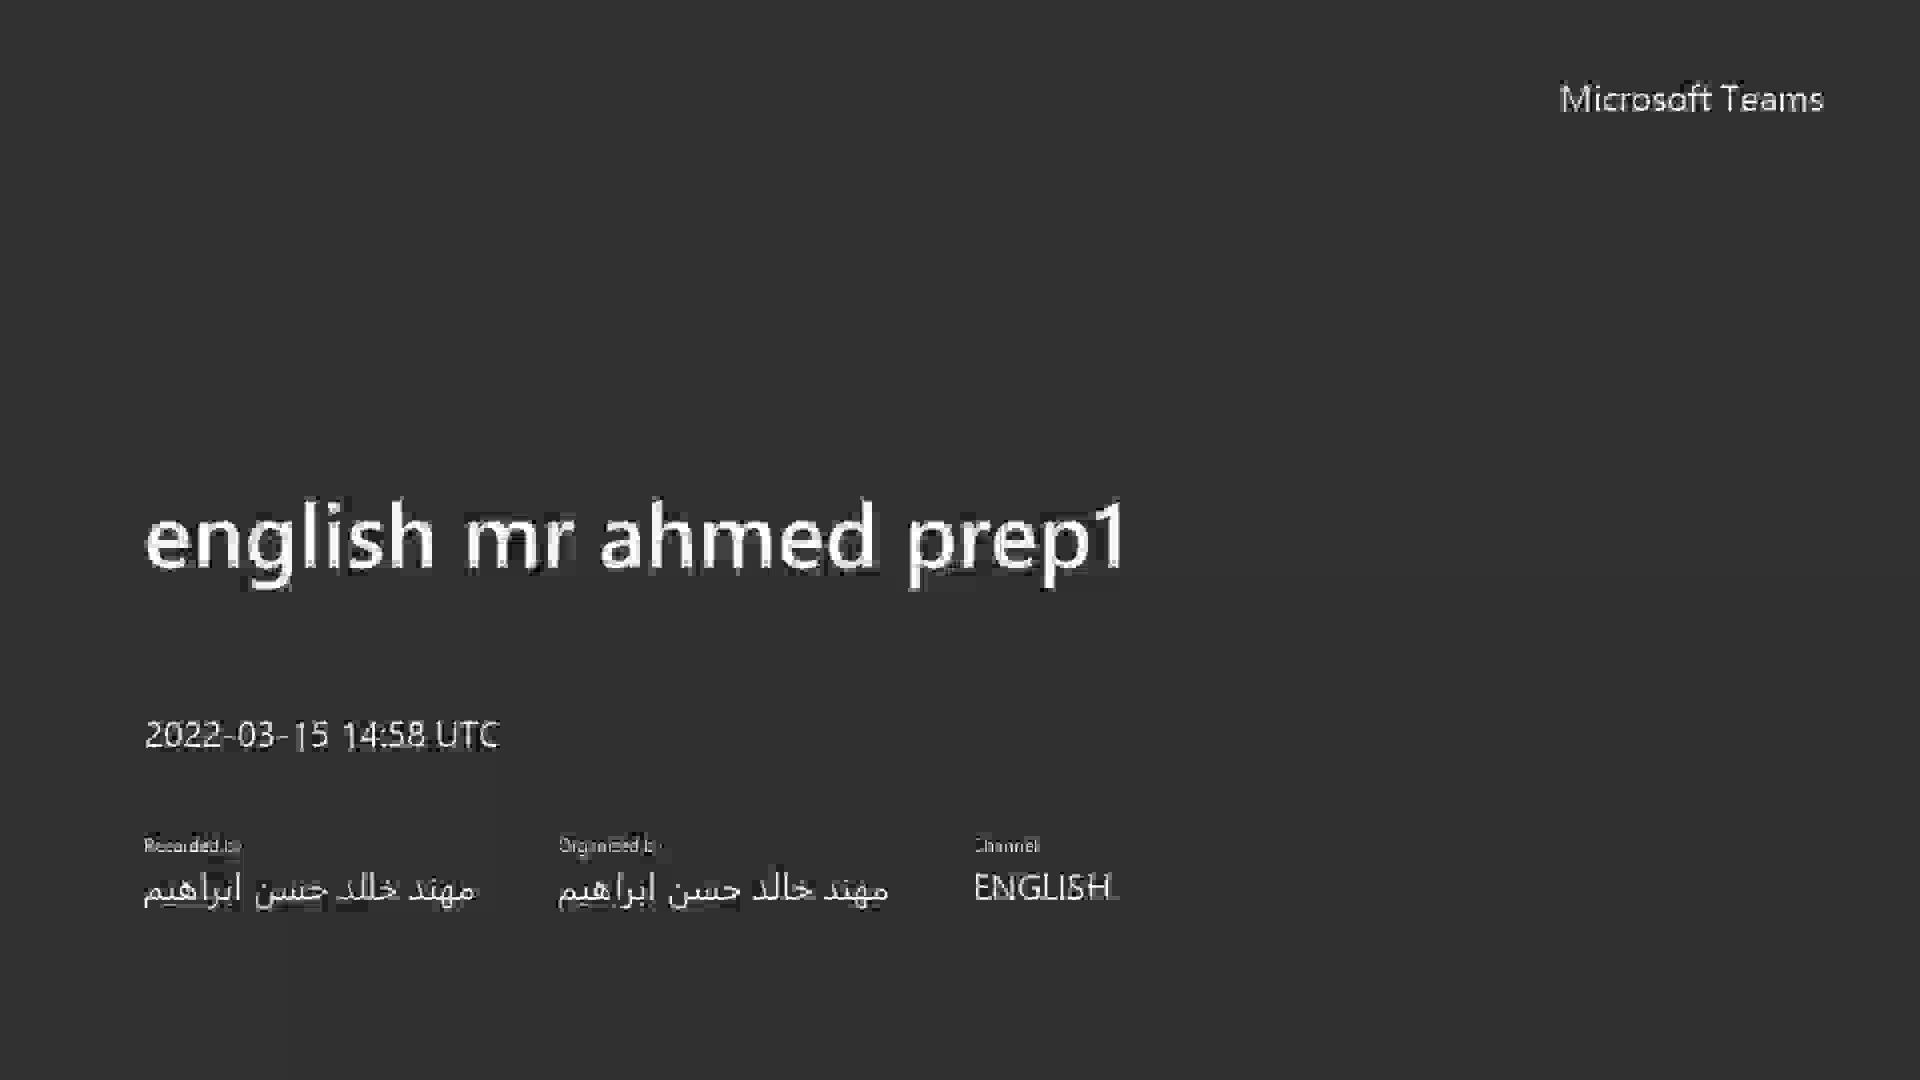 Microsoft Teams
english mr ahmed prep1
2022-03-15 14:58 UTC
Recorded by
Organized by
Channel
مهند خالد حسن ابراهيم
مهند خالد حسن ابراهيم
ENGLISH